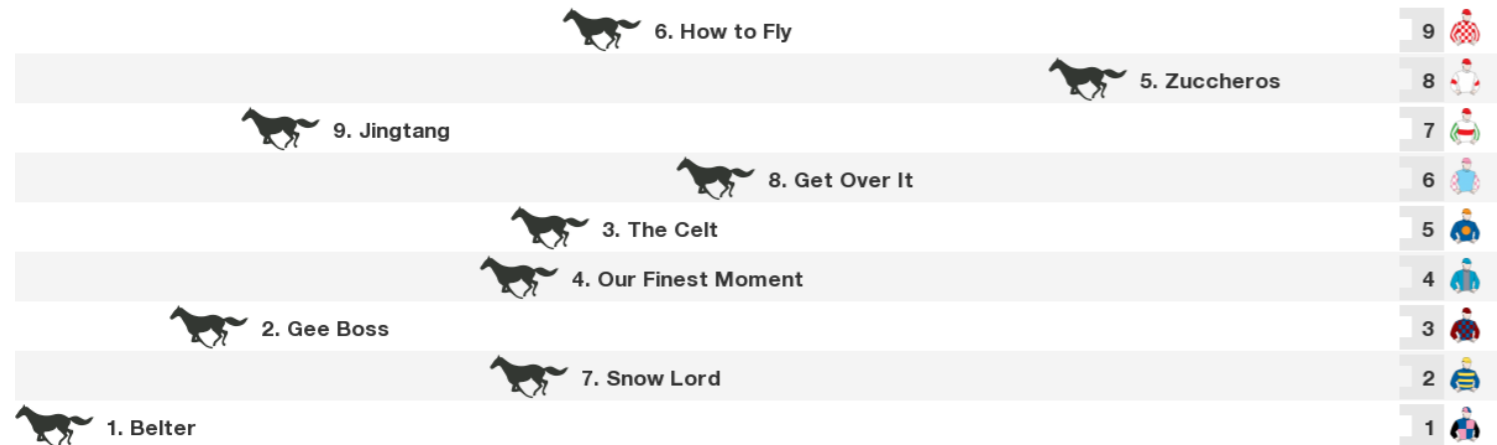 6. How to Fly 9
5. Zuccheros 8
9. Jingtang 7
8. Get Over It 6
3. The Celt 5
4. Our Finest Moment 4
2. Gee Boss 3
7. Snow Lord 2
1. Belter 1